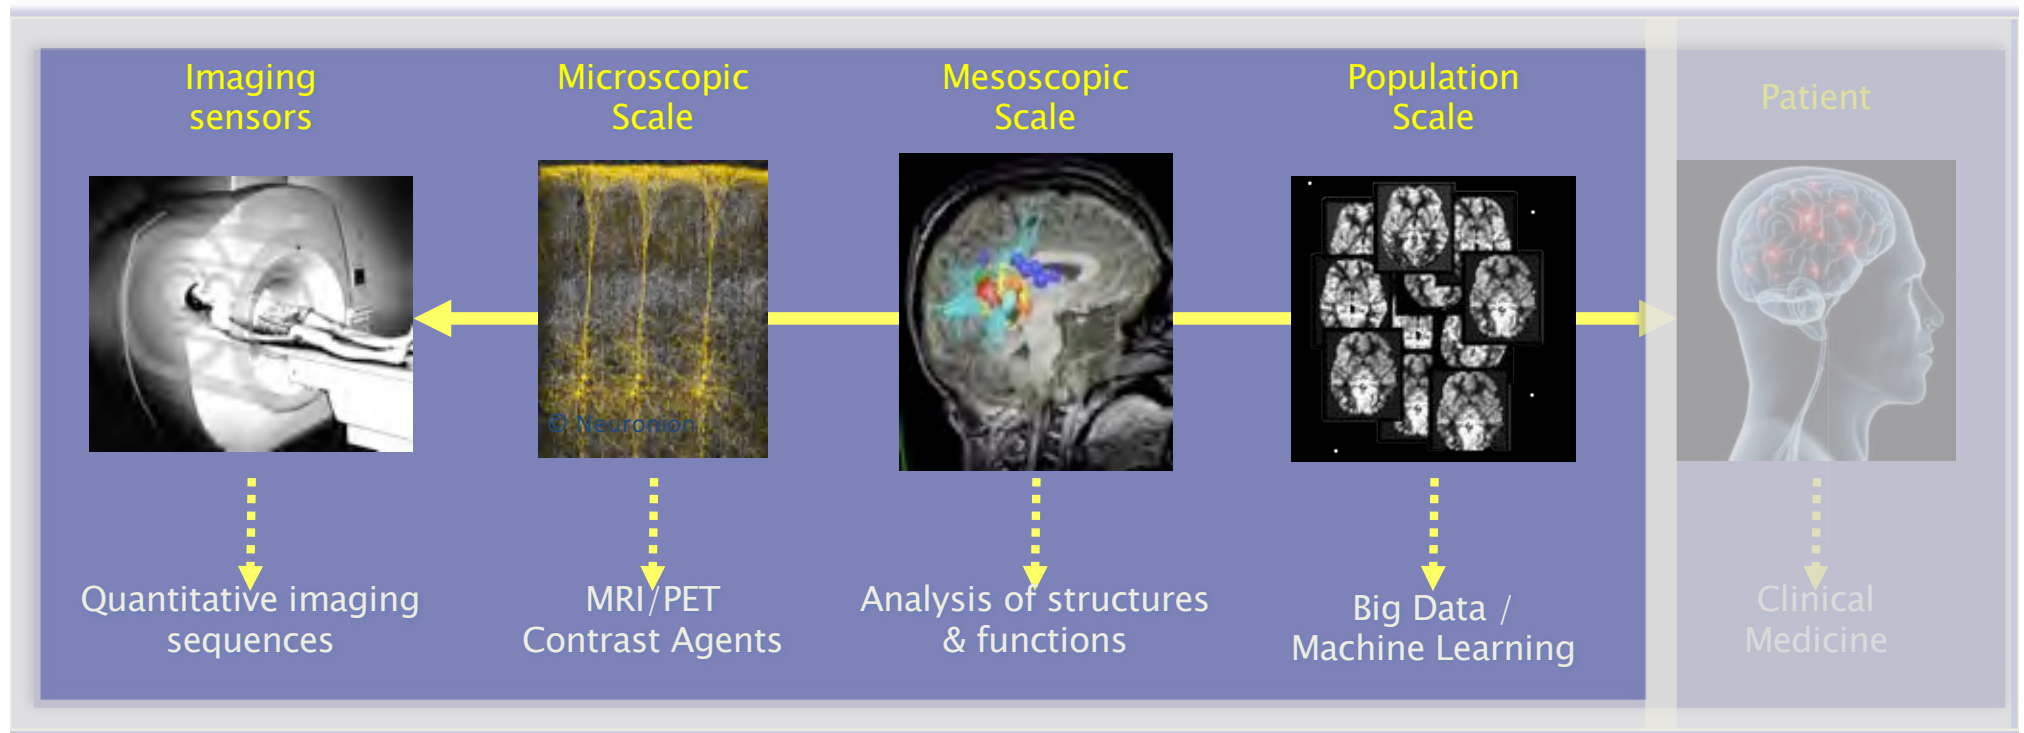 Imaging
sensors
Microscopic
Scale
Mesoscopic
Scale
Population
Scale
Patient
© Neuronion
Quantitative imaging
sequences
MRI/PET
Contrast Agents
Analysis of structures
& functions
Big Data /
Machine Learning
Clinical
Medicine